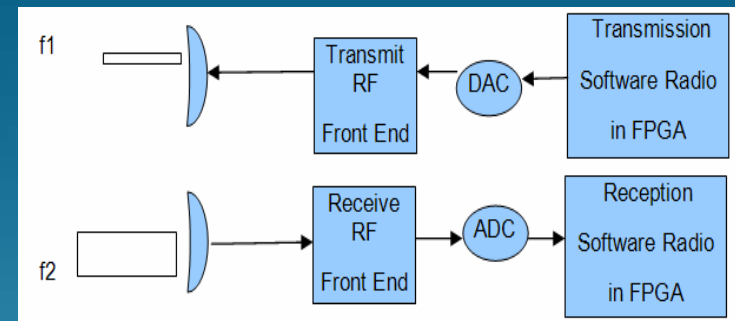 f1
Transmit
RF
Front End
DAC
Transmission
Software Radio
in FPGA
f2
Receive
RF
Front End
ADC
Reception
Software Radio
in FPGA